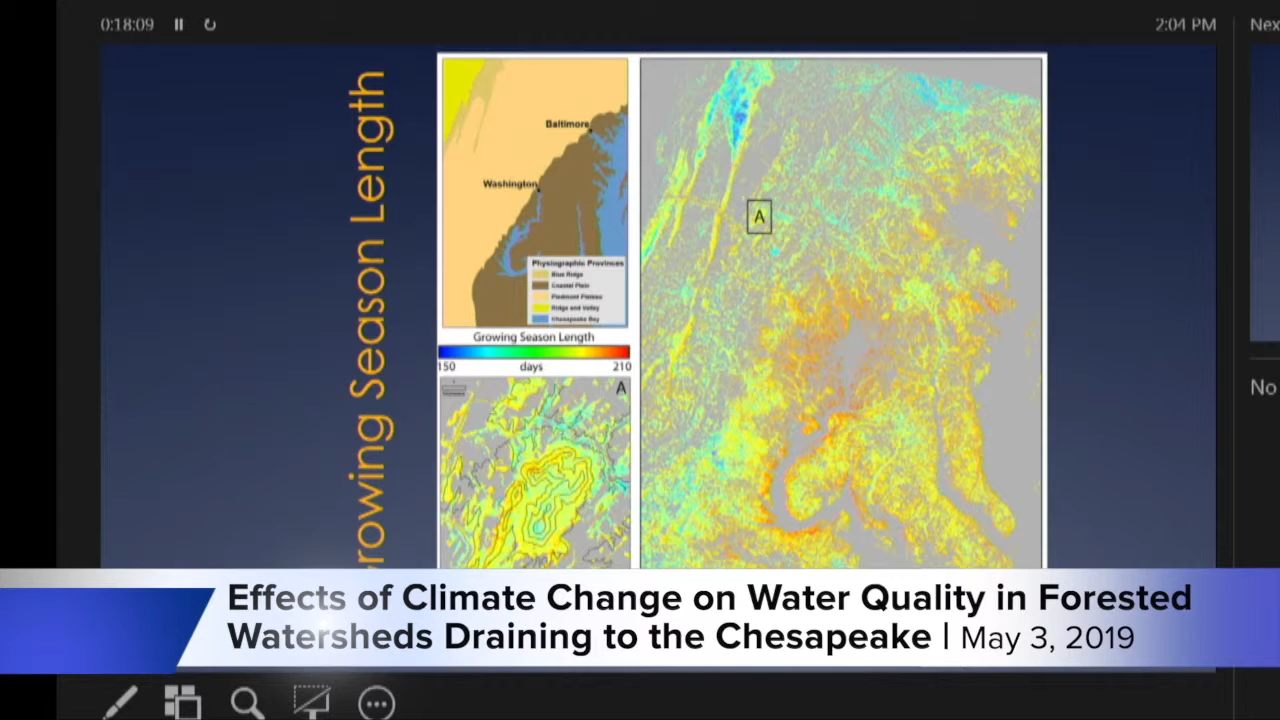 0:18:09
2:04 PM
Nex
rowing Season Length
Baltimore
Washington
Physiographic Provinces
Blue Ridge
Coastal Plain
Piedmont Plateau
Ridge and Valley
Chesapeake Bay
Growing Season Length
150 days 210
A
A
No
Effects of Climate Change on Water Quality in Forested
Watersheds Draining to the Chesapeake | May 3, 2019